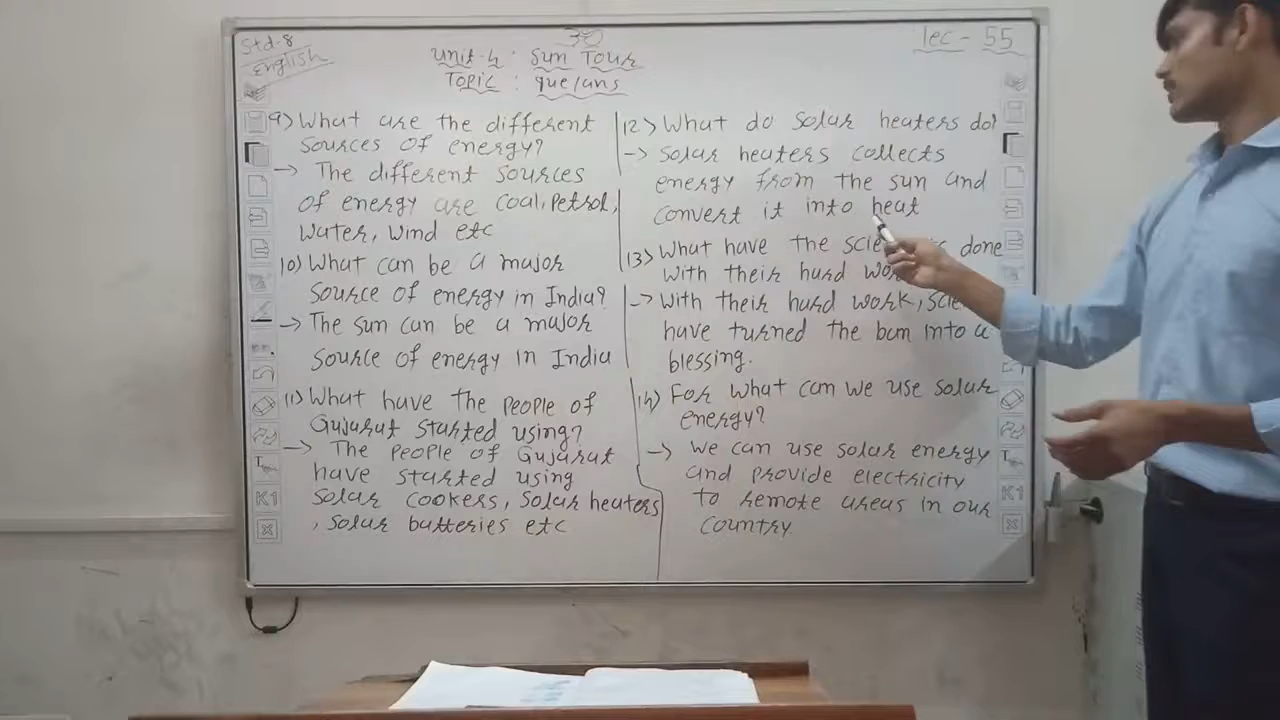 Std-8
English
ૐ
Unit-4 : Sun Tour
Topic : que/ans
lec - 55
9) What are the different
sources of energy?
→ The different sources
of energy are coal, Petrol,
Water, Wind etc
10) What can be a major
source of energy in India?
→ The sun can be a major
source of energy in India
11) What have the people of
Gujarat started using?
→ The people of Gujarat
have started using
solar cookers, solar heaters
, solar batteries etc
12) What do solar heaters do?
→ solar heaters collects
energy from the sun and
convert it into heat
13) What have the done
With their hard
→ With their hard work,
have turned the ban into a
blessing.
14) For what can we use solar
energy?
→ We can use solar energy
and provide electricity
to remote areas in our
country.
T
K1
T
K1